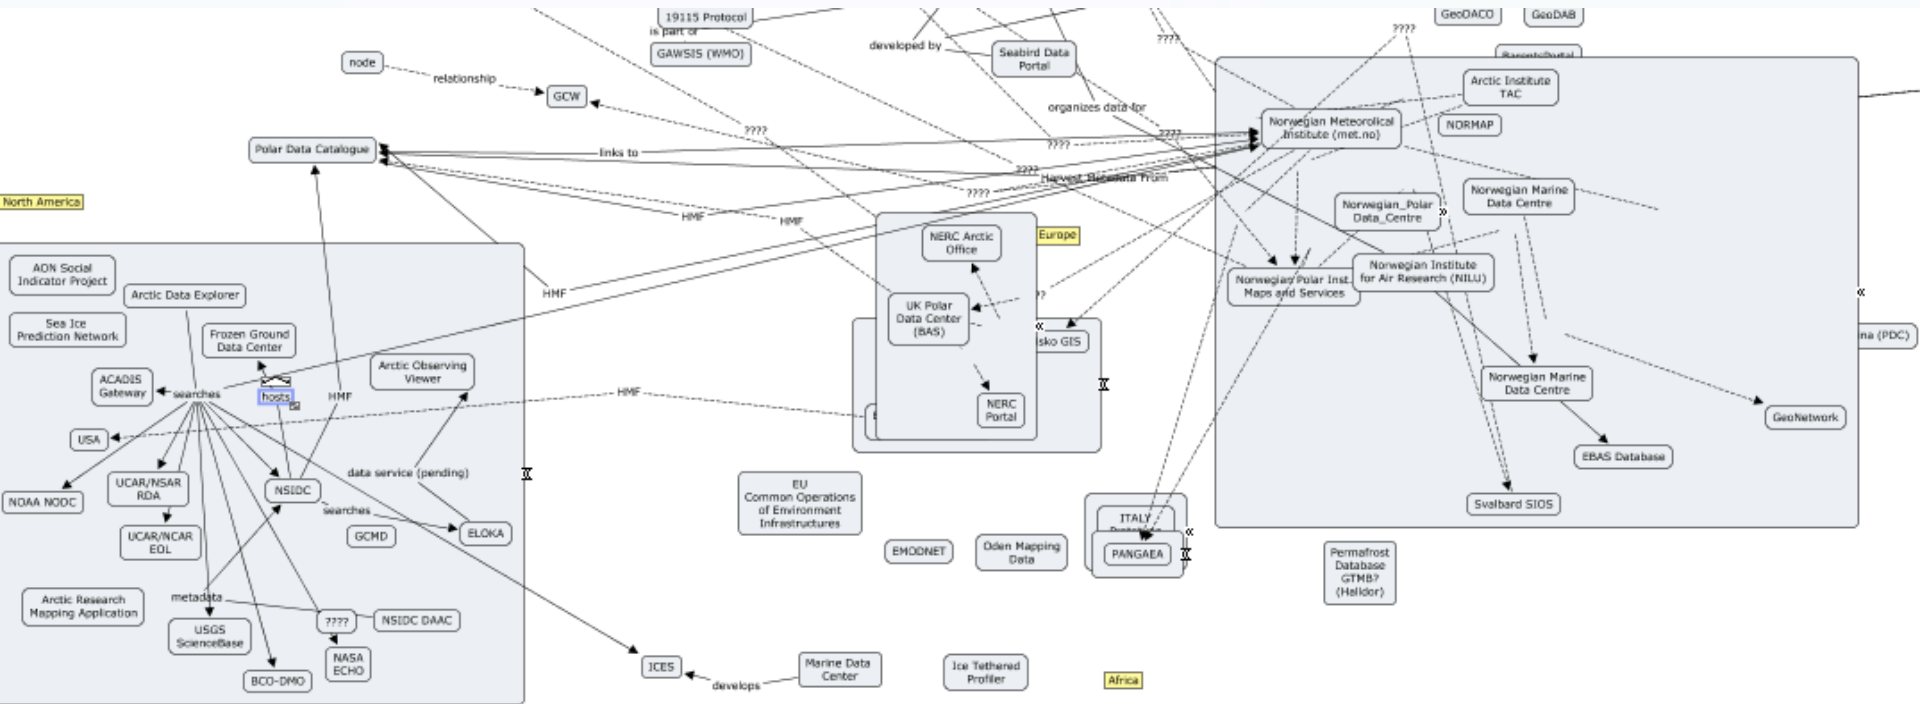 19115 Protocol
is part of
GAWSIS (WMO)
developed by
Seabird Data
Portal
????
????
GeoDACO
GeoDAB
node
relationship
GCW
organizes data for
Arctic Institute
TAC
NORMAP
Norwegian Meteorolical
Institute (met.no)
????
????
????
Polar Data Catalogue
links to
????
Harvest Metadata From
????
North America
HMF
HMF
Norwegian_Polar
Data_Centre
Norwegian Marine
Data Centre
NERC Arctic
Office
Europe
AON Social
Indicator Project
Arctic Data Explorer
HMF
??
Norwegian Polar Inst.
Maps and Services
Norwegian Institute
for Air Research (NILU)
UK Polar
Data Center
(BAS)
sko GIS
na (PDC)
Sea Ice
Prediction Network
Frozen Ground
Data Center
Arctic Observing
Viewer
ACADIS
Gateway
searches
hosts
HMF
HMF
NERC
Portal
Norwegian Marine
Data Centre
GeoNetwork
USA
EBAS Database
data service (pending)
NOAA NODC
UCAR/NSAR
RDA
NSIDC
searches
EU
Common Operations
of Environment
Infrastructures
Svalbard SIOS
UCAR/NCAR
EOL
GCMD
ELOKA
ITALY
EMODNET
Oden Mapping
Data
PANGAEA
Permafrost
Database
GTMB?
(Halldor)
Arctic Research
Mapping Application
metadata
USGS
ScienceBase
????
NSIDC DAAC
NASA
ECHO
BCO-DMO
ICES
develops
Marine Data
Center
Ice Tethered
Profiler
Africa